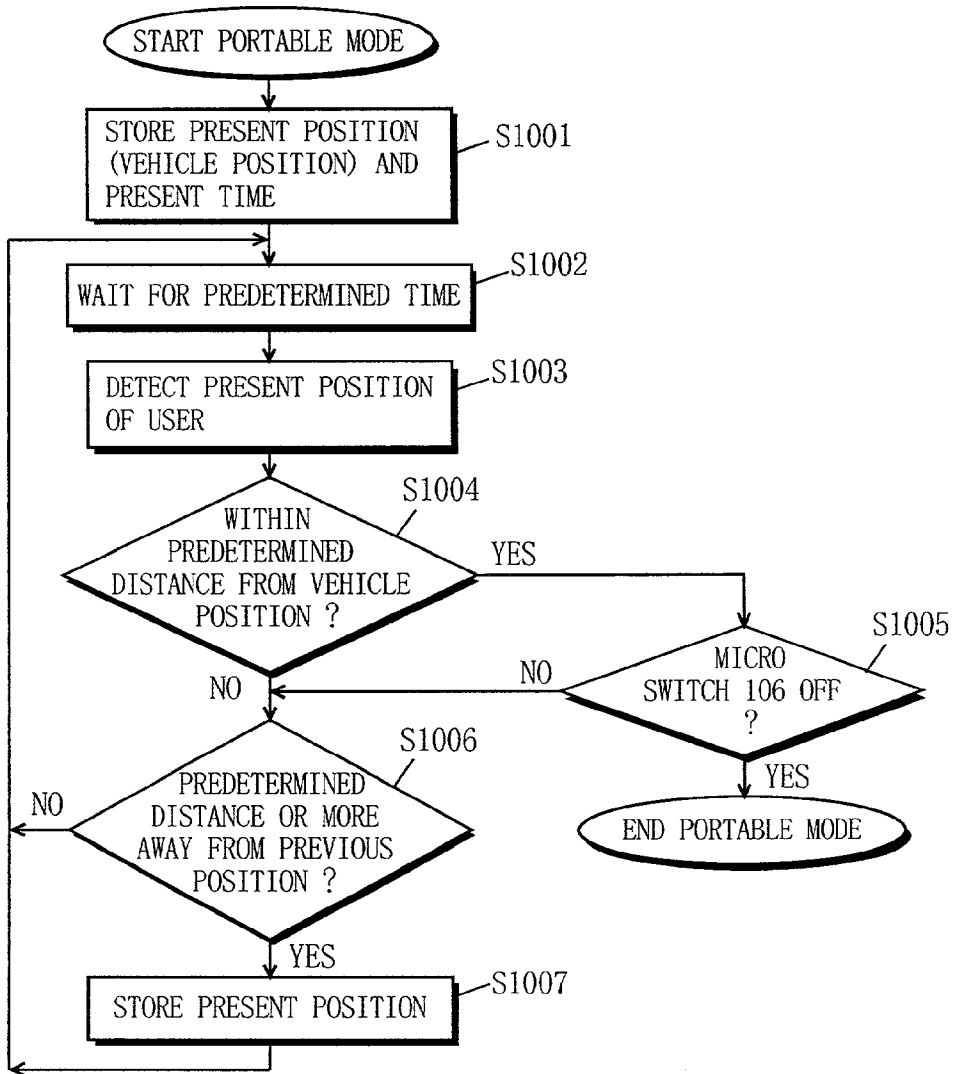 START PORTABLE MODE
STORE PRESENT POSITION
(VEHICLE POSITION) AND
PRESENT TIME
S1001
S1002
WAIT FOR PREDETERMINED TIME
S1003
DETECT PRESENT POSITION
OF USER
S1004
WITHIN
PREDETERMINED
DISTANCE FROM VEHICLE
POSITION ?
YES
NO
S1005
MICRO
SWITCH 106 OFF
?
NO
YES
END PORTABLE MODE
S1006
PREDETERMINED
DISTANCE OR MORE
AWAY FROM PREVIOUS
POSITION ?
NO
YES
S1007
STORE PRESENT POSITION